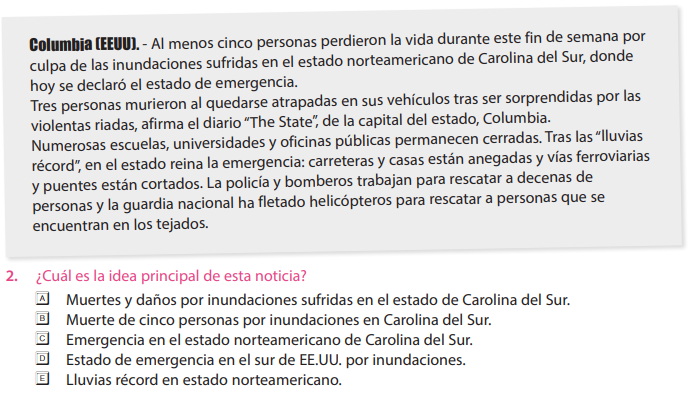 Columbia (EEUU). - Al menos cinco personas perdieron la vida durante este fin de semana por
culpa de las inundaciones sufridas en el estado norteamericano de Carolina del Sur, donde
hoy se declaró el estado de emergencia.
Tres personas murieron al quedarse atrapadas en sus vehículos tras ser sorprendidas por las
violentas riadas, afirma el diario “The State”, de la capital del estado, Columbia.
Numerosas escuelas, universidades y oficinas públicas permanecen cerradas. Tras las “lluvias
récord”, en el estado reina la emergencia: carreteras y casas están anegadas y vías ferroviarias
y puentes están cortados. La policía y bomberos trabajan para rescatar a decenas de
personas y la guardia nacional ha fletado helicópteros para rescatar a personas que se
encuentran en los tejados.
2. ¿Cuál es la idea principal de esta noticia?
A Muertes y daños por inundaciones sufridas en el estado de Carolina del Sur.
B Muerte de cinco personas por inundaciones en Carolina del Sur.
C Emergencia en el estado norteamericano de Carolina del Sur.
D Estado de emergencia en el sur de EE.UU. por inundaciones.
E Lluvias récord en estado norteamericano.